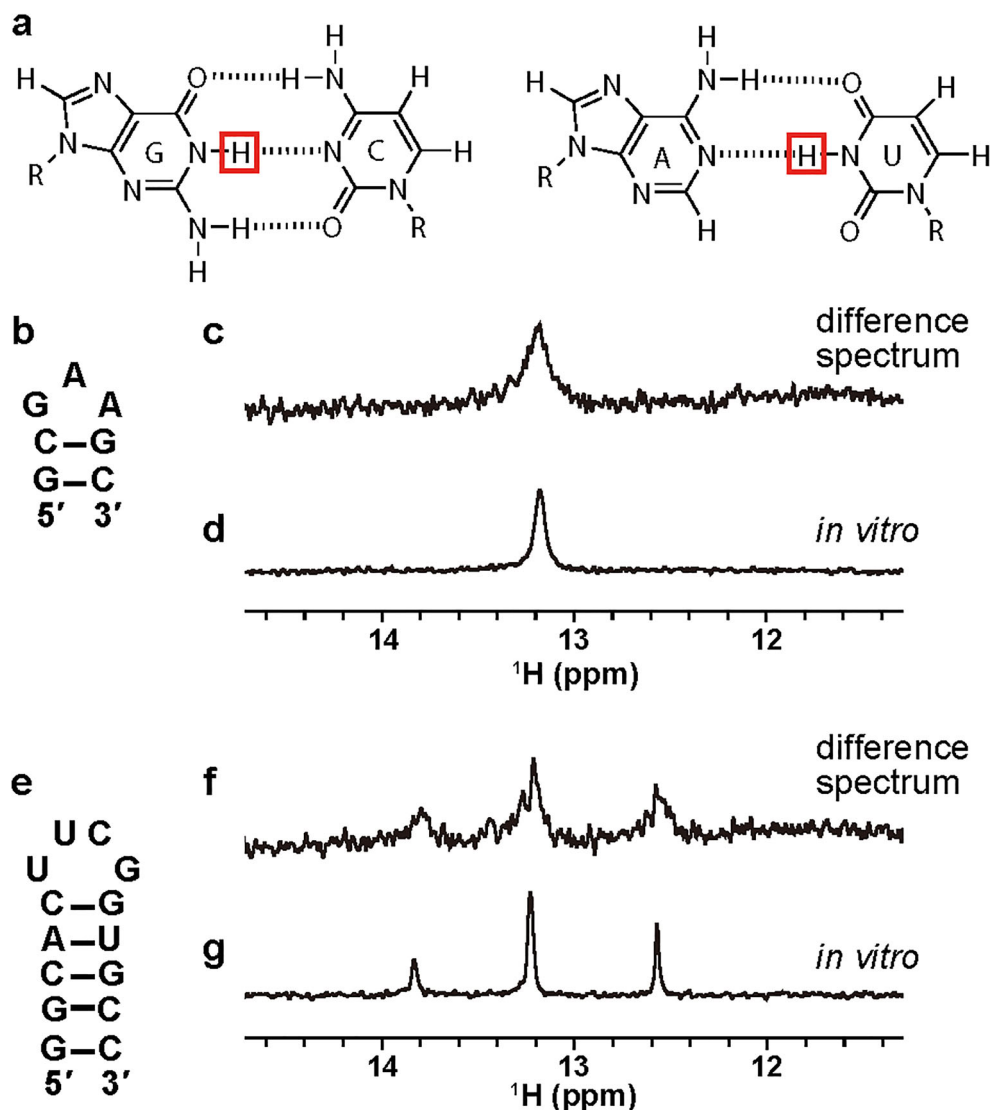 a
H N O H–N H H
N G N–H N C H
R N N N
N–H O R
H
H N N–H O H
N A N H–N U H
R N N
H O R
b
A
G A
C–G
G–C
5′ 3′
c
difference
spectrum
d
in vitro
14 13 12
¹H (ppm)
e
U C
U G
C–G
A–U
C–G
G–C
G–C
5′ 3′
f
difference
spectrum
g
in vitro
14 13 12
¹H (ppm)